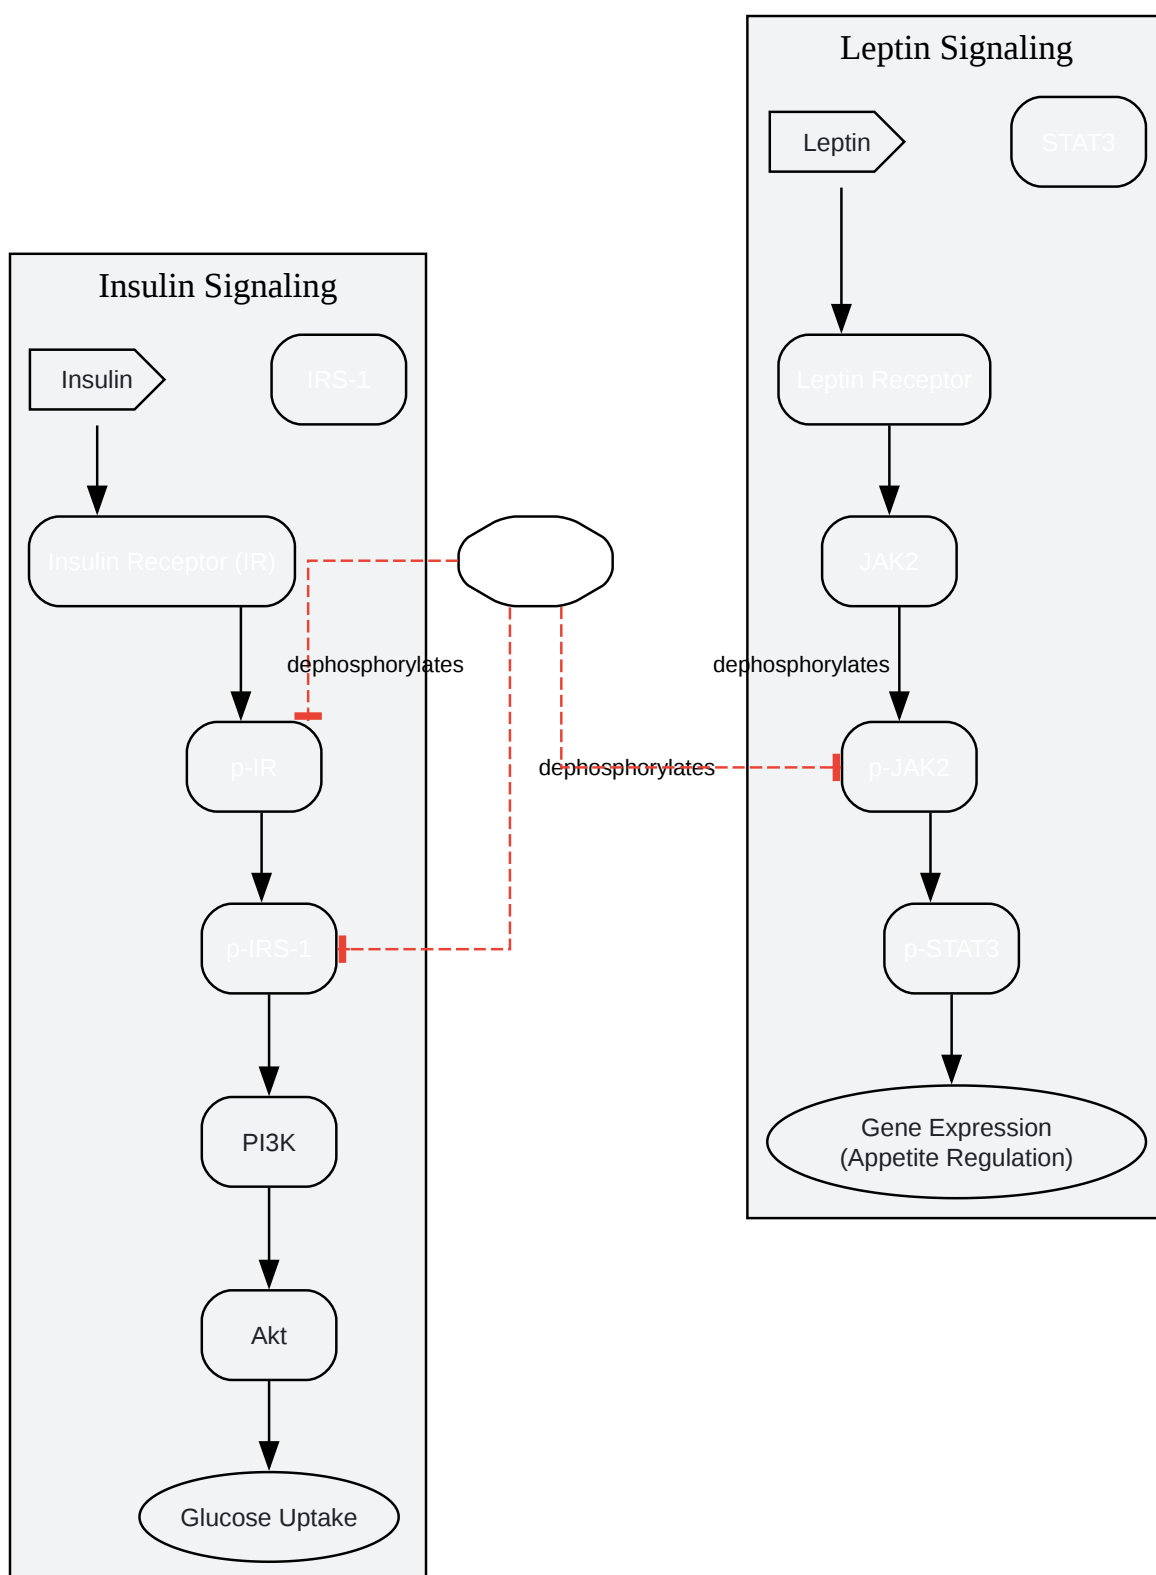 Leptin Signaling
Leptin
STAT3
Insulin Signaling
Insulin
IRS-1
Leptin Receptor
Insulin Receptor (IR)
JAK2
dephosphorylates
dephosphorylates
p-IR
dephosphorylates
p-JAK2
p-IRS-1
p-STAT3
PI3K
Gene Expression
(Appetite Regulation)
Akt
Glucose Uptake